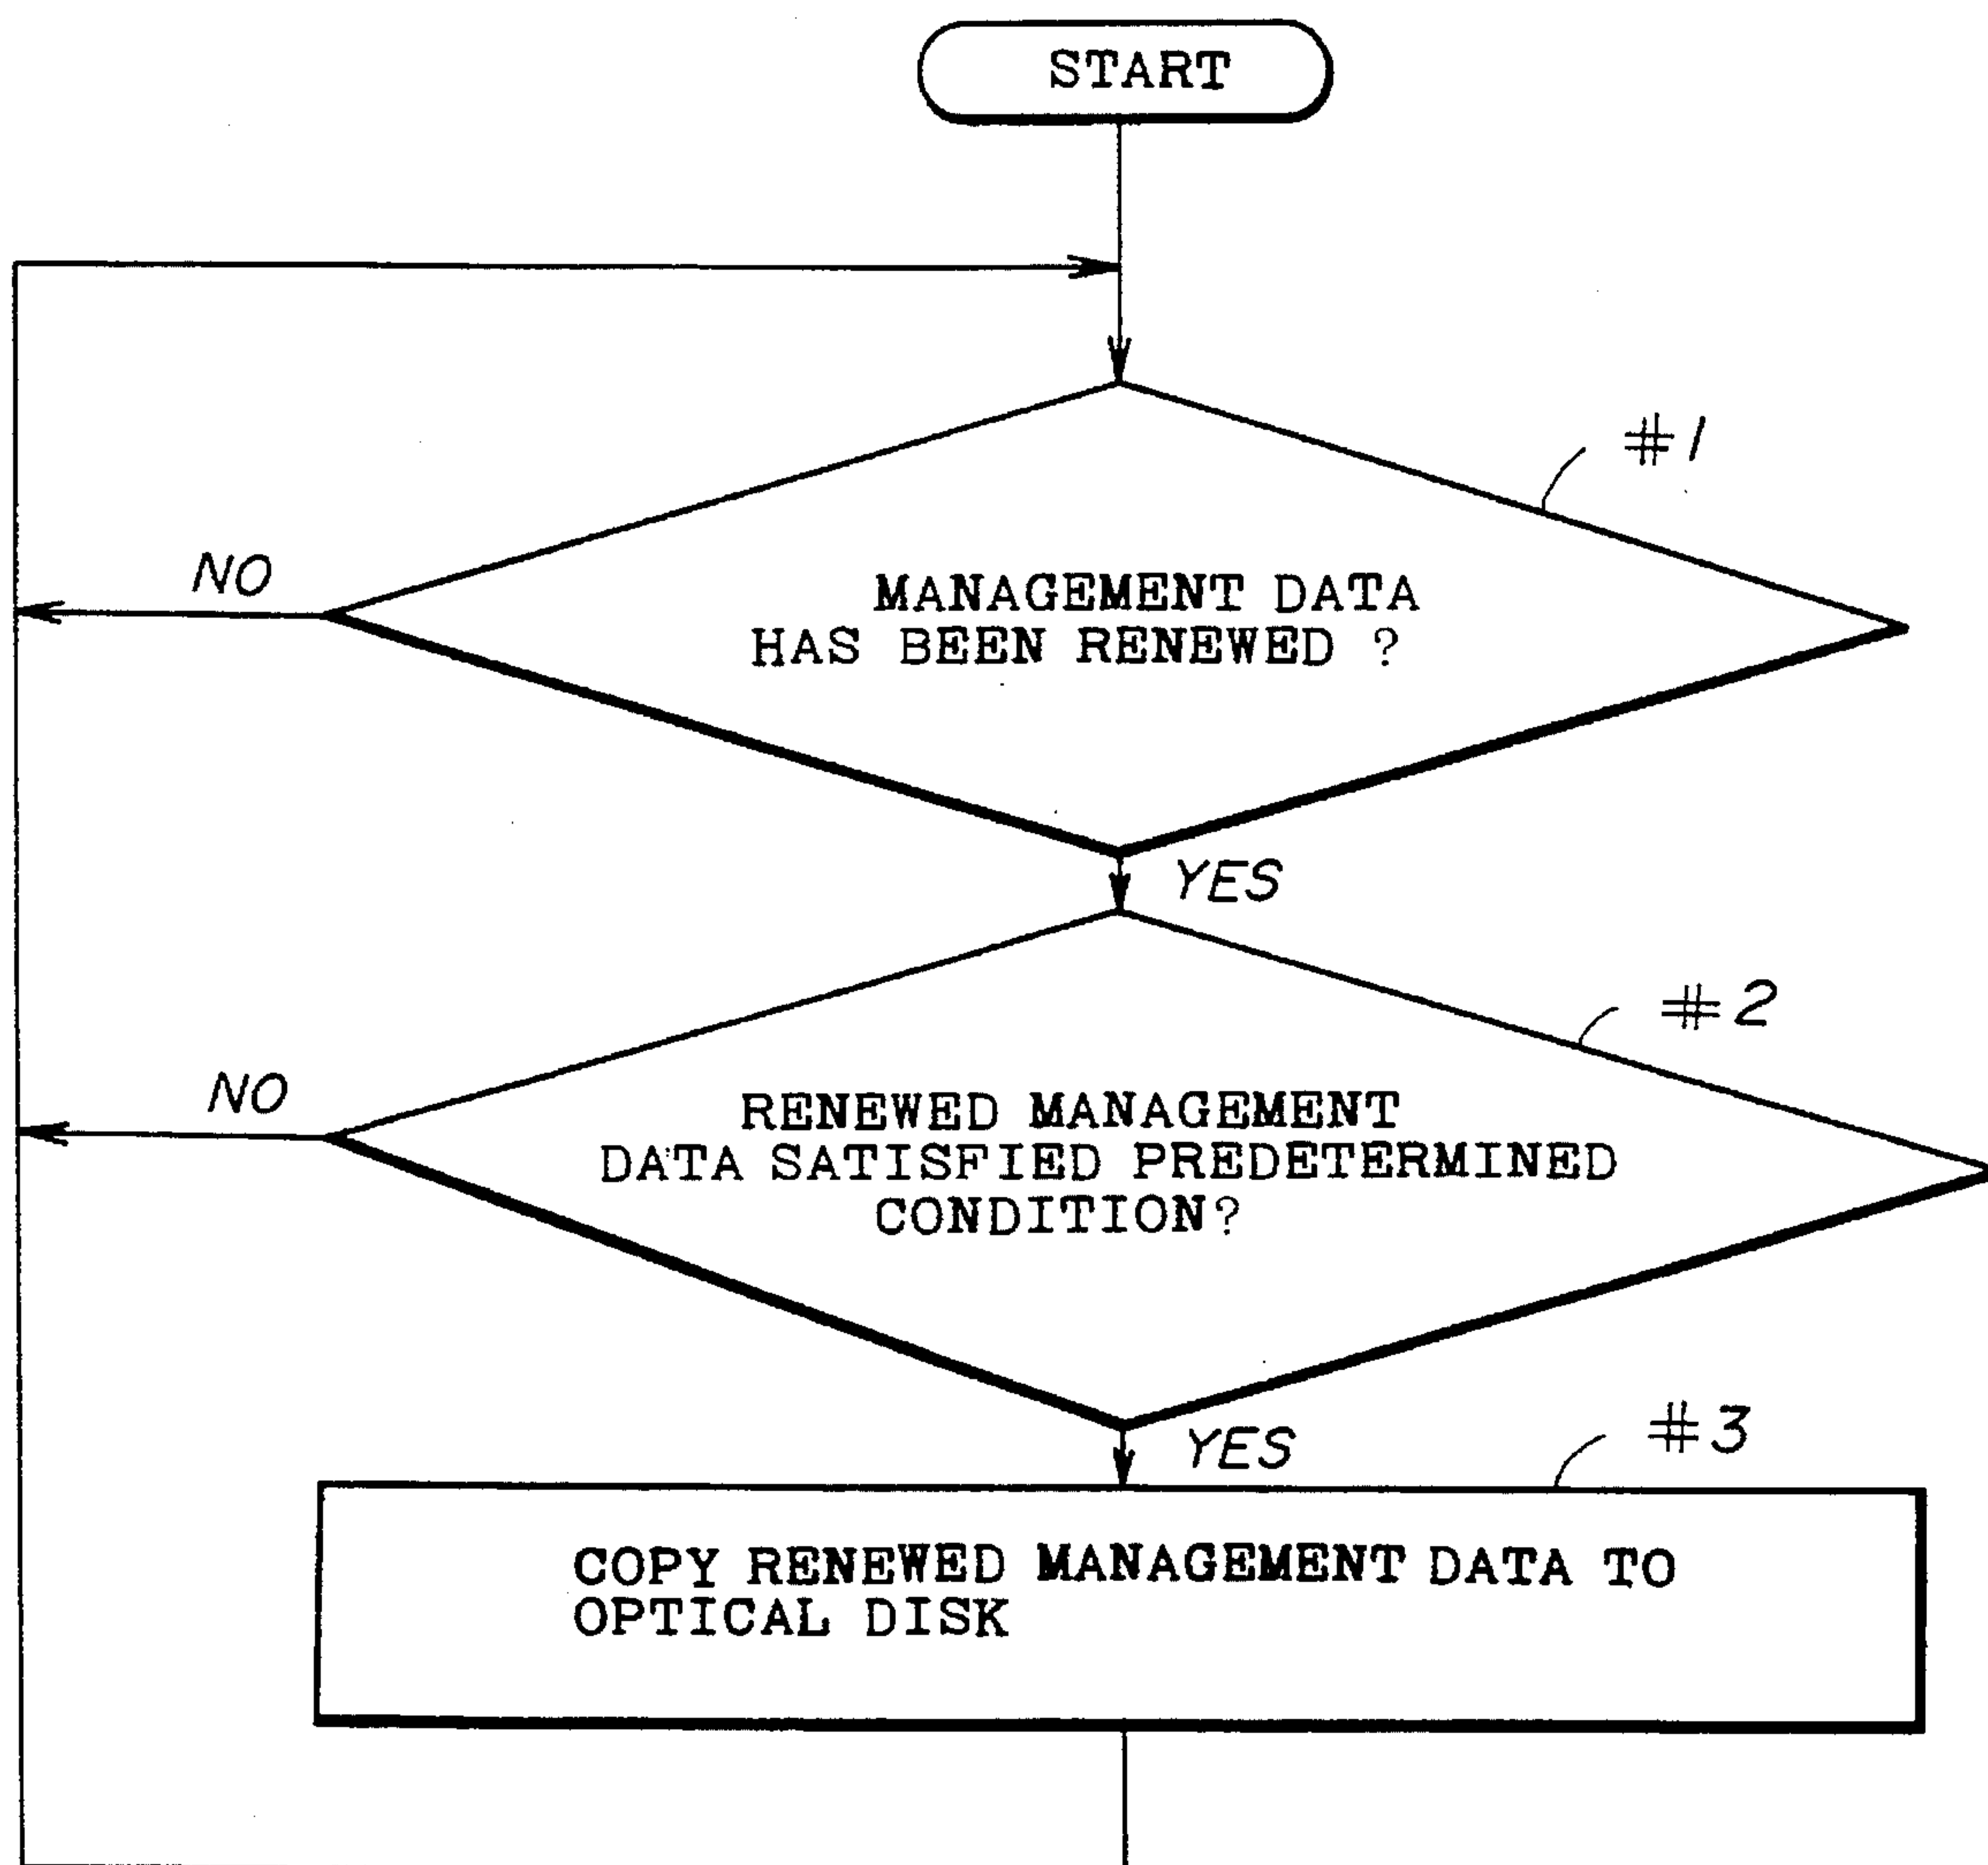 START
#1
NO
MANAGEMENT DATA
HAS BEEN RENEWED ?
YES
#2
NO
RENEWED MANAGEMENT
DATA SATISFIED PREDETERMINED
CONDITION?
YES
#3
COPY RENEWED MANAGEMENT DATA TO
OPTICAL DISK